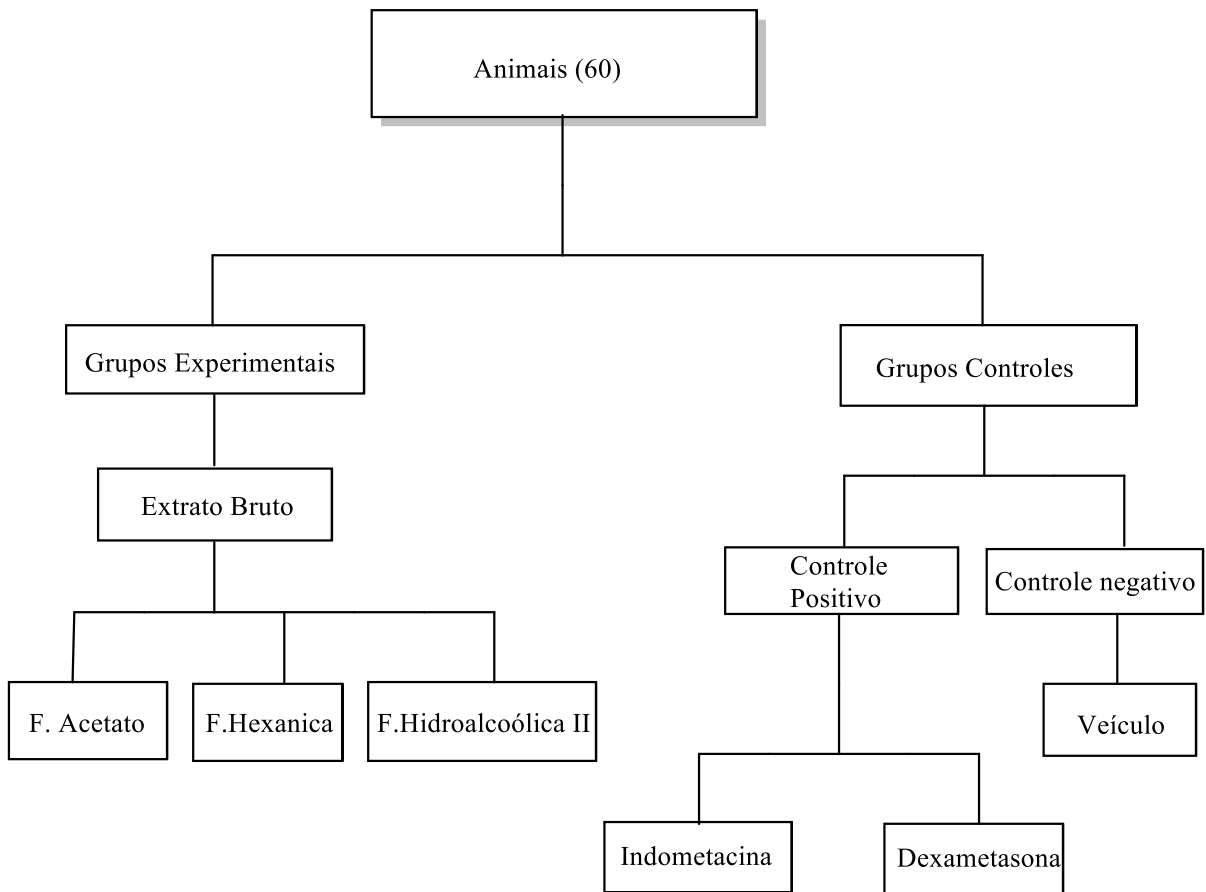 Animais (60)
Grupos Experimentais
Grupos Controles
Extrato Bruto
Controle
Positivo
Controle negativo
F. Acetato
F.Hexanica
F.Hidroalcoólica II
Veículo
Indometacina
Dexametasona